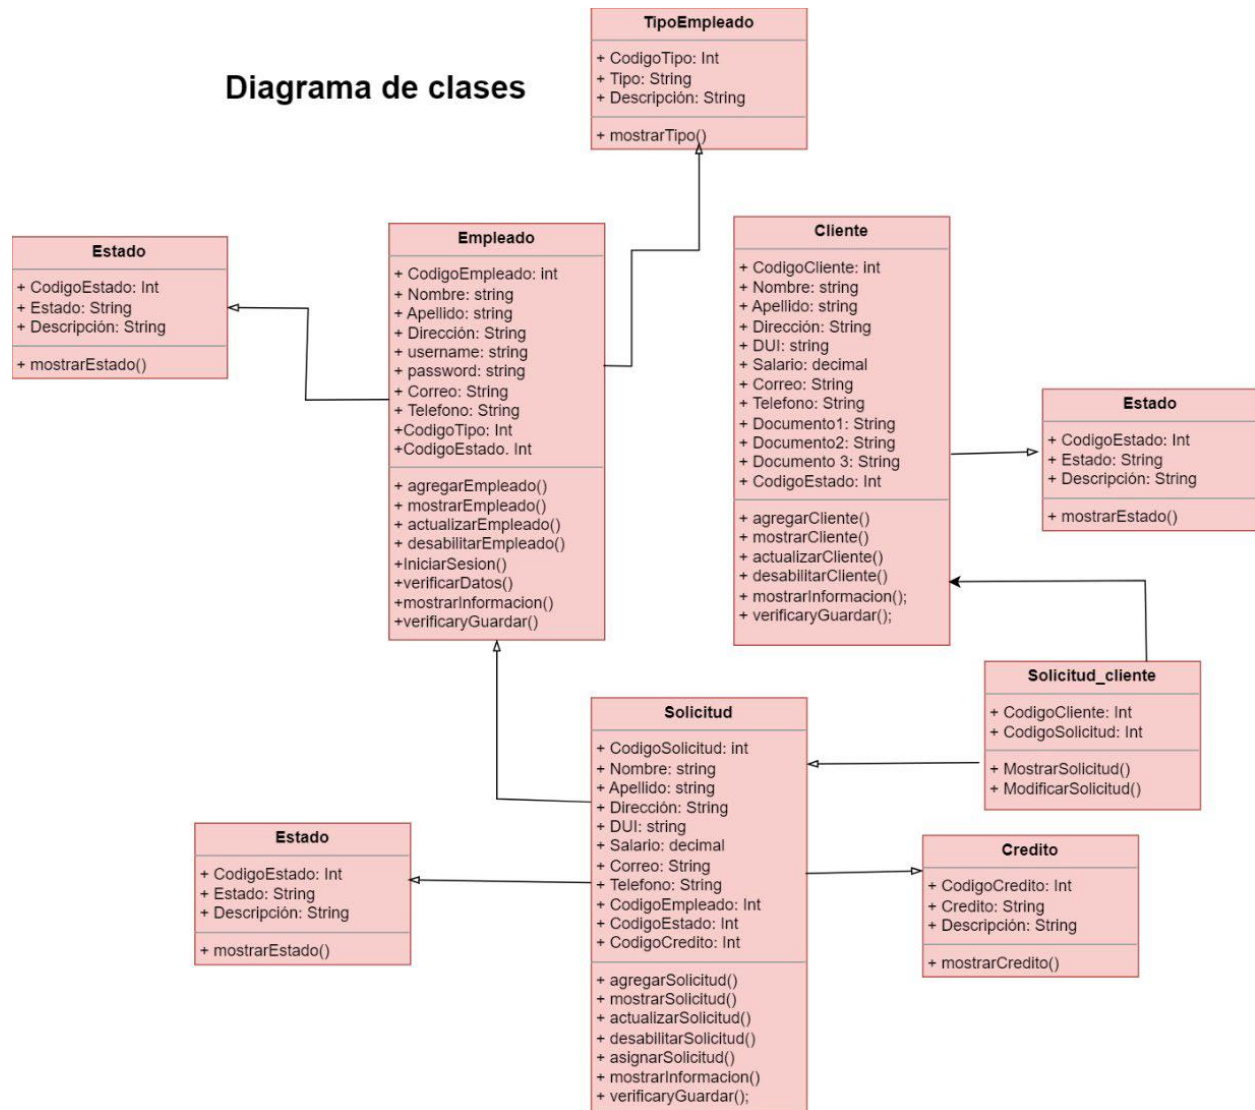 Diagrama de clases
TipoEmpleado
+ CodigoTipo: Int
+ Tipo: String
+ Descripción: String
+ mostrarTipo()
Estado
+ CodigoEstado: Int
+ Estado: String
+ Descripción: String
+ mostrarEstado()
Empleado
+ CodigoEmpleado: int
+ Nombre: string
+ Apellido: string
+ Dirección: String
+ username: string
+ password: string
+ Correo: String
+ Telefono: String
+CodigoTipo: Int
+CodigoEstado. Int
+ agregarEmpleado()
+ mostrarEmpleado()
+ actualizarEmpleado()
+ desabilitarEmpleado()
+IniciarSesion()
+verificarDatos()
+mostrarInformacion()
+verificaryGuardar()
Cliente
+ CodigoCliente: int
+ Nombre: string
+ Apellido: string
+ Dirección: String
+ DUI: string
+ Salario: decimal
+ Correo: String
+ Telefono: String
+ Documento1: String
+ Documento2: String
+ Documento 3: String
+ CodigoEstado: Int
+ agregarCliente()
+ mostrarCliente()
+ actualizarCliente()
+ desabilitarCliente()
+ mostrarInformacion();
+ verificaryGuardar();
Estado
+ CodigoEstado: Int
+ Estado: String
+ Descripción: String
+ mostrarEstado()
Solicitud_cliente
+ CodigoCliente: Int
+ CodigoSolicitud: Int
+ MostrarSolicitud()
+ ModificarSolicitud()
Solicitud
+ CodigoSolicitud: int
+ Nombre: string
+ Apellido: string
+ Dirección: String
+ DUI: string
+ Salario: decimal
+ Correo: String
+ Telefono: String
+ CodigoEmpleado: Int
+ CodigoEstado: Int
+ CodigoCredito: Int
+ agregarSolicitud()
+ mostrarSolicitud()
+ actualizarSolicitud()
+ desabilitarSolicitud()
+ asignarSolicitud()
+ mostrarInformacion()
+ verificaryGuardar();
Estado
+ CodigoEstado: Int
+ Estado: String
+ Descripción: String
+ mostrarEstado()
Credito
+ CodigoCredito: Int
+ Credito: String
+ Descripción: String
+ mostrarCredito()